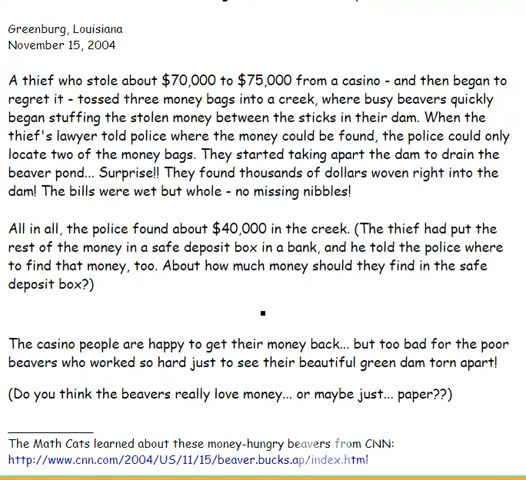 Greenburg, Louisiana
November 15, 2004
A thief who stole about $70,000 to $75,000 from a casino - and then began to
regret it - tossed three money bags into a creek, where busy beavers quickly
began stuffing the stolen money between the sticks in their dam. When the
thief's lawyer told police where the money could be found, the police could only
locate two of the money bags. They started taking apart the dam to drain the
beaver pond... Surprise!! They found thousands of dollars woven right into the
dam! The bills were wet but whole - no missing nibbles!
All in all, the police found about $40,000 in the creek. (The thief had put the
rest of the money in a safe deposit box in a bank, and he told the police where
to find that money, too. About how much money should they find in the safe
deposit box?)
The casino people are happy to get their money back... but too bad for the poor
beavers who worked so hard just to see their beautiful green dam torn apart!
(Do you think the beavers really love money... or maybe just... paper??)
The Math Cats learned about these money-hungry beavers from CNN:
http://www.cnn.com/2004/US/11/15/beaver.bucks.ap/index.html